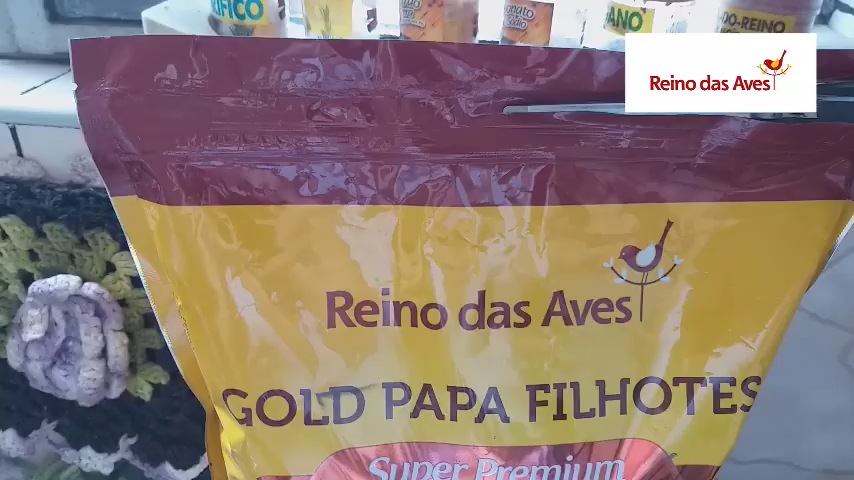 Reino das Aves
Reino das Aves
GOLD PAPA FILHOTES
Super Premium